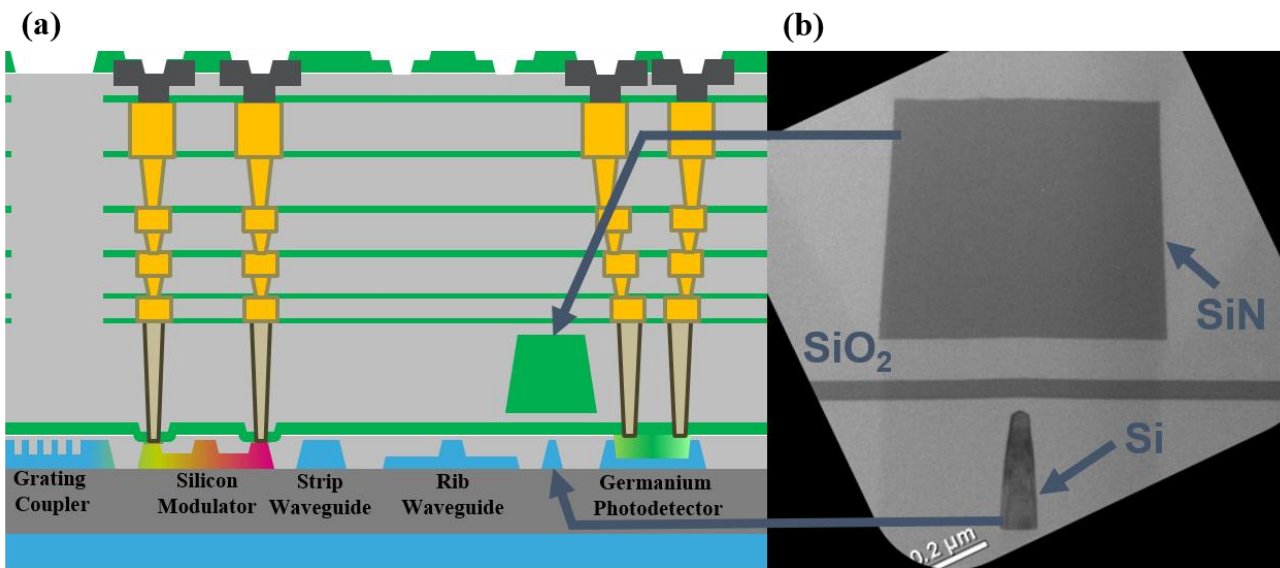 (a)
(b)
SiN
SiO₂
Si
Grating
Coupler
Silicon
Modulator
Strip
Waveguide
Rib
Waveguide
Germanium
Photodetector
0.2 μm